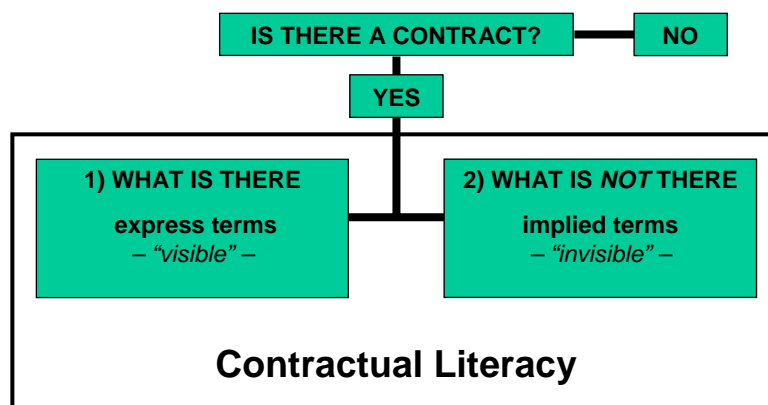 IS THERE A CONTRACT?
NO
YES
1) WHAT IS THERE
express terms
– “visible” –
2) WHAT IS NOT THERE
implied terms
– “invisible” –
Contractual Literacy